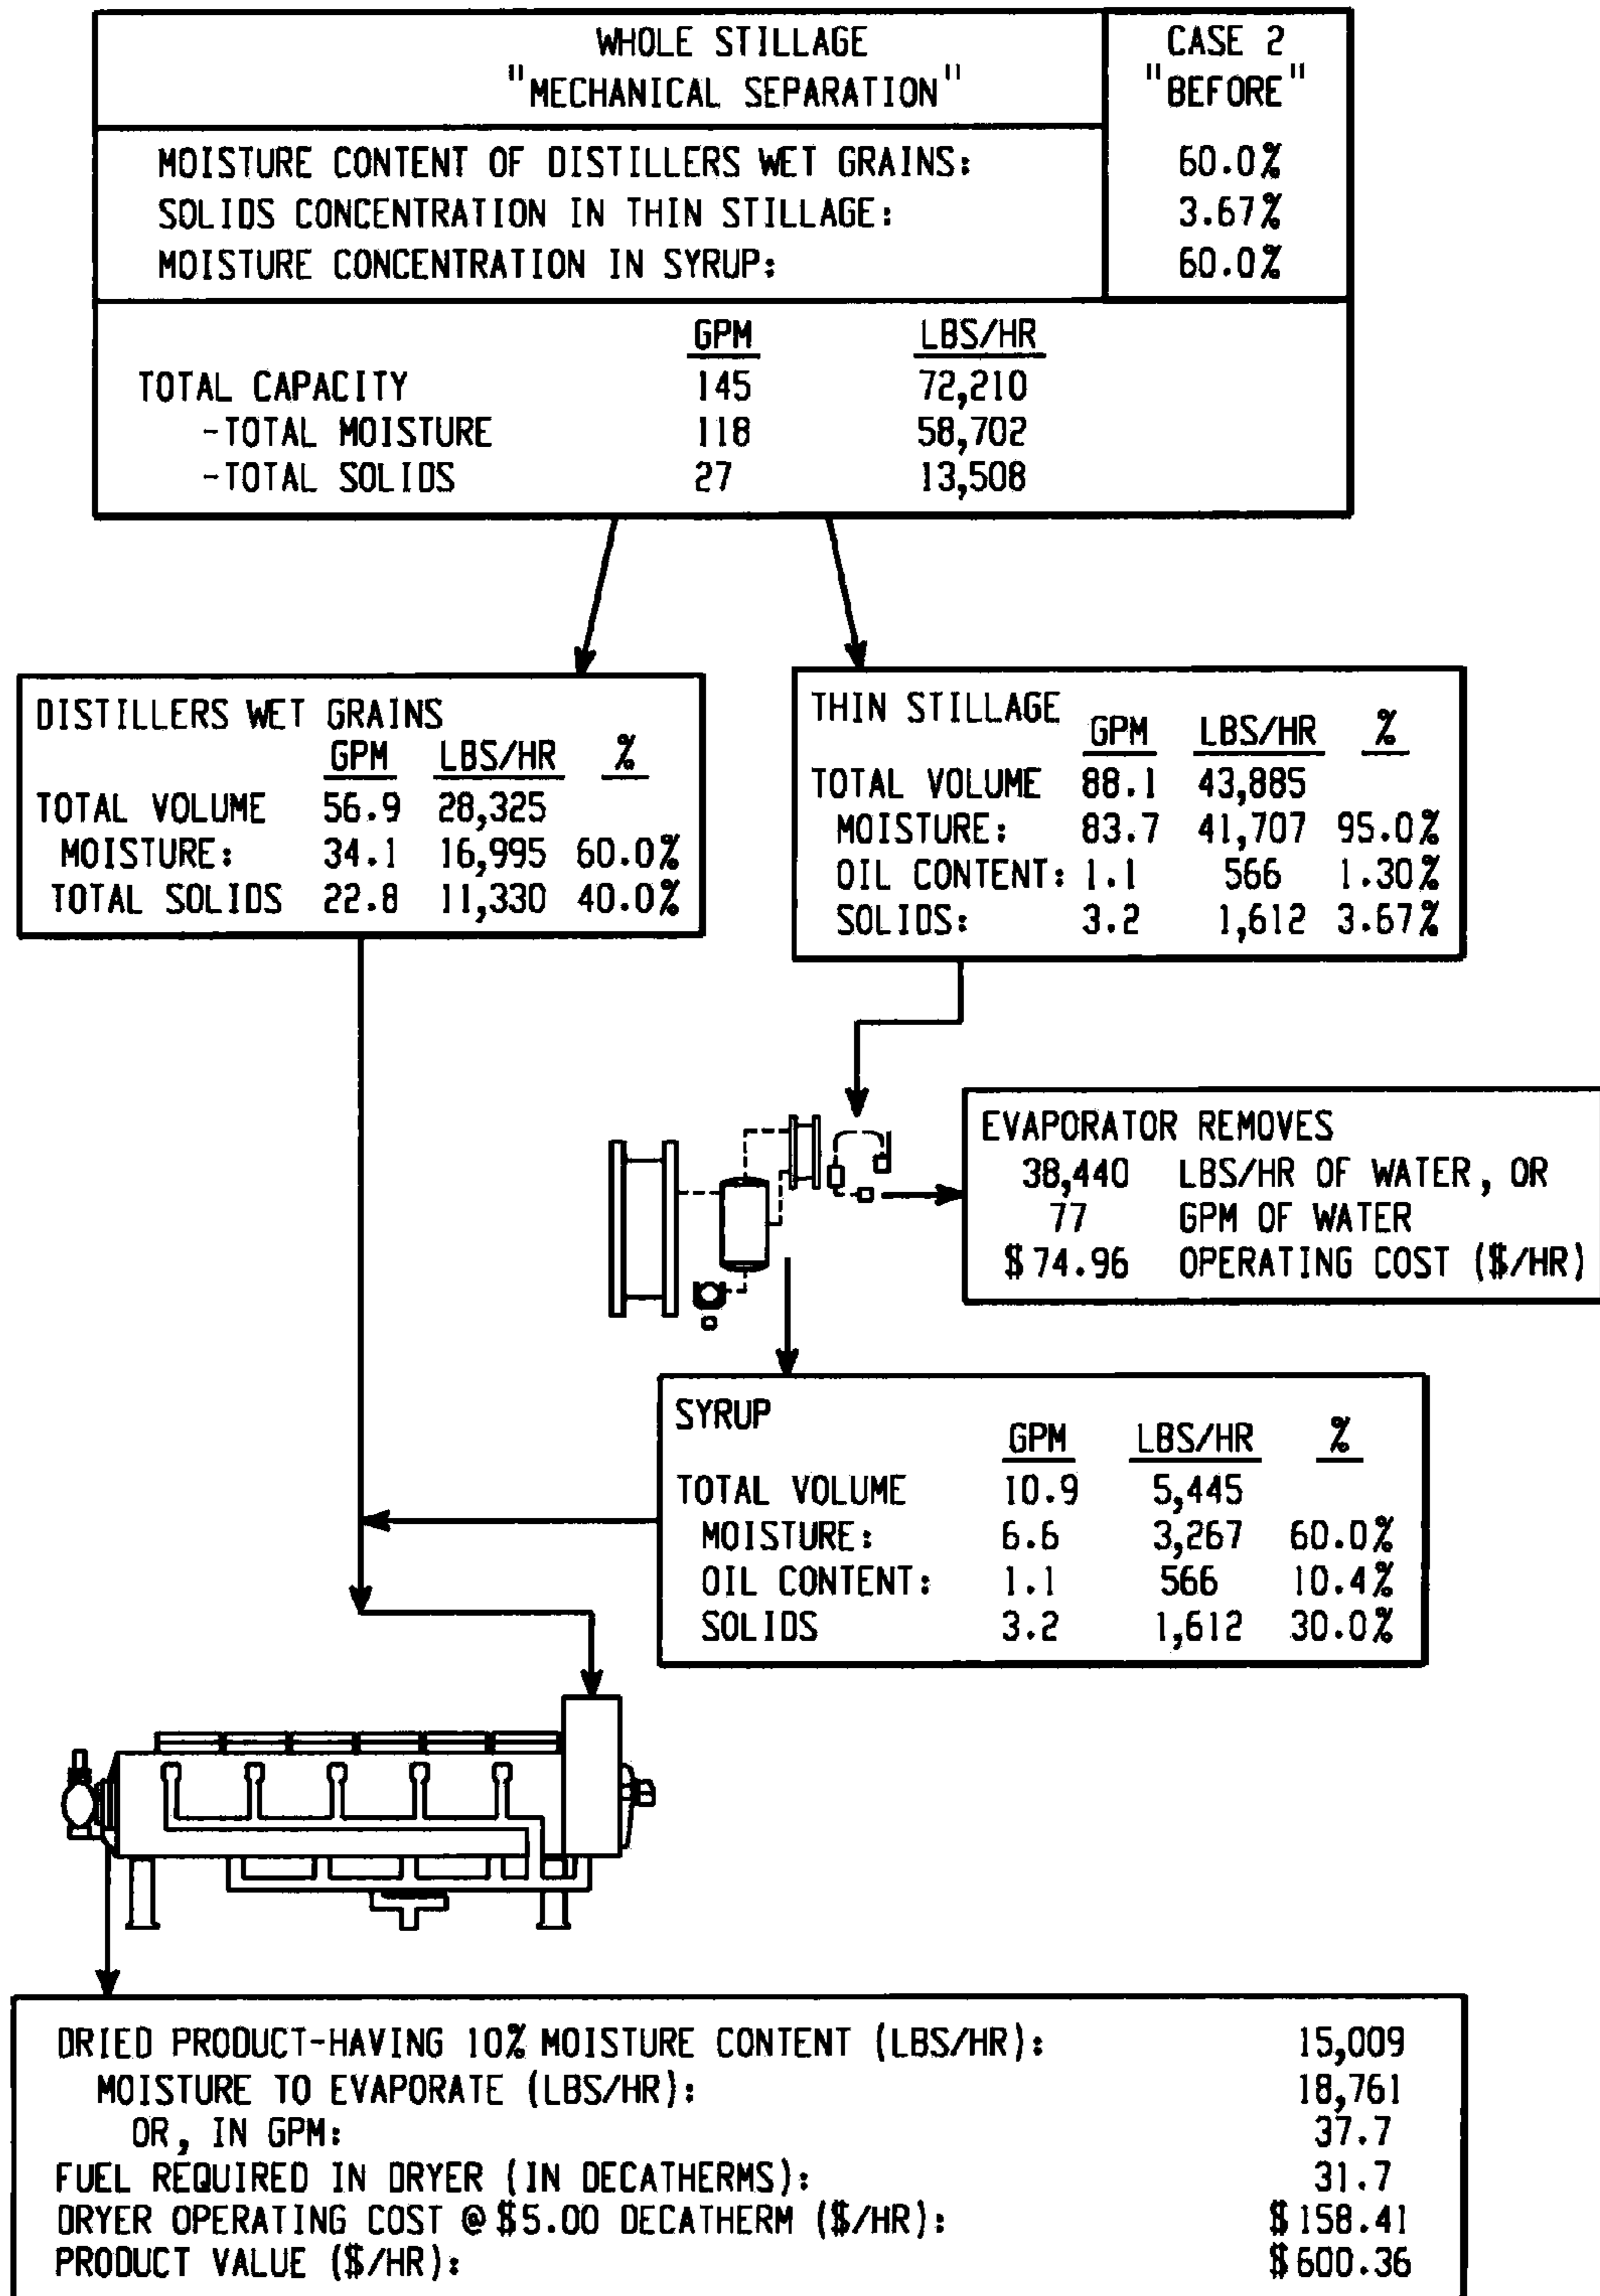 WHOLE STILLAGE
"MECHANICAL SEPARATION"
CASE 2
"BEFORE"
MOISTURE CONTENT OF DISTILLERS WET GRAINS: 60.0%
SOLIDS CONCENTRATION IN THIN STILLAGE: 3.67%
MOISTURE CONCENTRATION IN SYRUP: 60.0%
GPM LBS/HR
TOTAL CAPACITY 145 72,210
-TOTAL MOISTURE 118 58,702
-TOTAL SOLIDS 27 13,508
DISTILLERS WET GRAINS
GPM LBS/HR %
TOTAL VOLUME 56.9 28,325
MOISTURE: 34.1 16,995 60.0%
TOTAL SOLIDS 22.8 11,330 40.0%
THIN STILLAGE
GPM LBS/HR %
TOTAL VOLUME 88.1 43,885
MOISTURE: 83.7 41,707 95.0%
OIL CONTENT: 1.1 566 1.30%
SOLIDS: 3.2 1,612 3.67%
EVAPORATOR REMOVES
38,440 LBS/HR OF WATER, OR
77 GPM OF WATER
$74.96 OPERATING COST ($/HR)
SYRUP
GPM LBS/HR %
TOTAL VOLUME 10.9 5,445
MOISTURE: 6.6 3,267 60.0%
OIL CONTENT: 1.1 566 10.4%
SOLIDS 3.2 1,612 30.0%
DRIED PRODUCT-HAVING 10% MOISTURE CONTENT (LBS/HR): 15,009
MOISTURE TO EVAPORATE (LBS/HR): 18,761
OR, IN GPM: 37.7
FUEL REQUIRED IN DRYER (IN DECATHERMS): 31.7
DRYER OPERATING COST @ $5.00 DECATHERM ($/HR): $158.41
PRODUCT VALUE ($/HR): $600.36